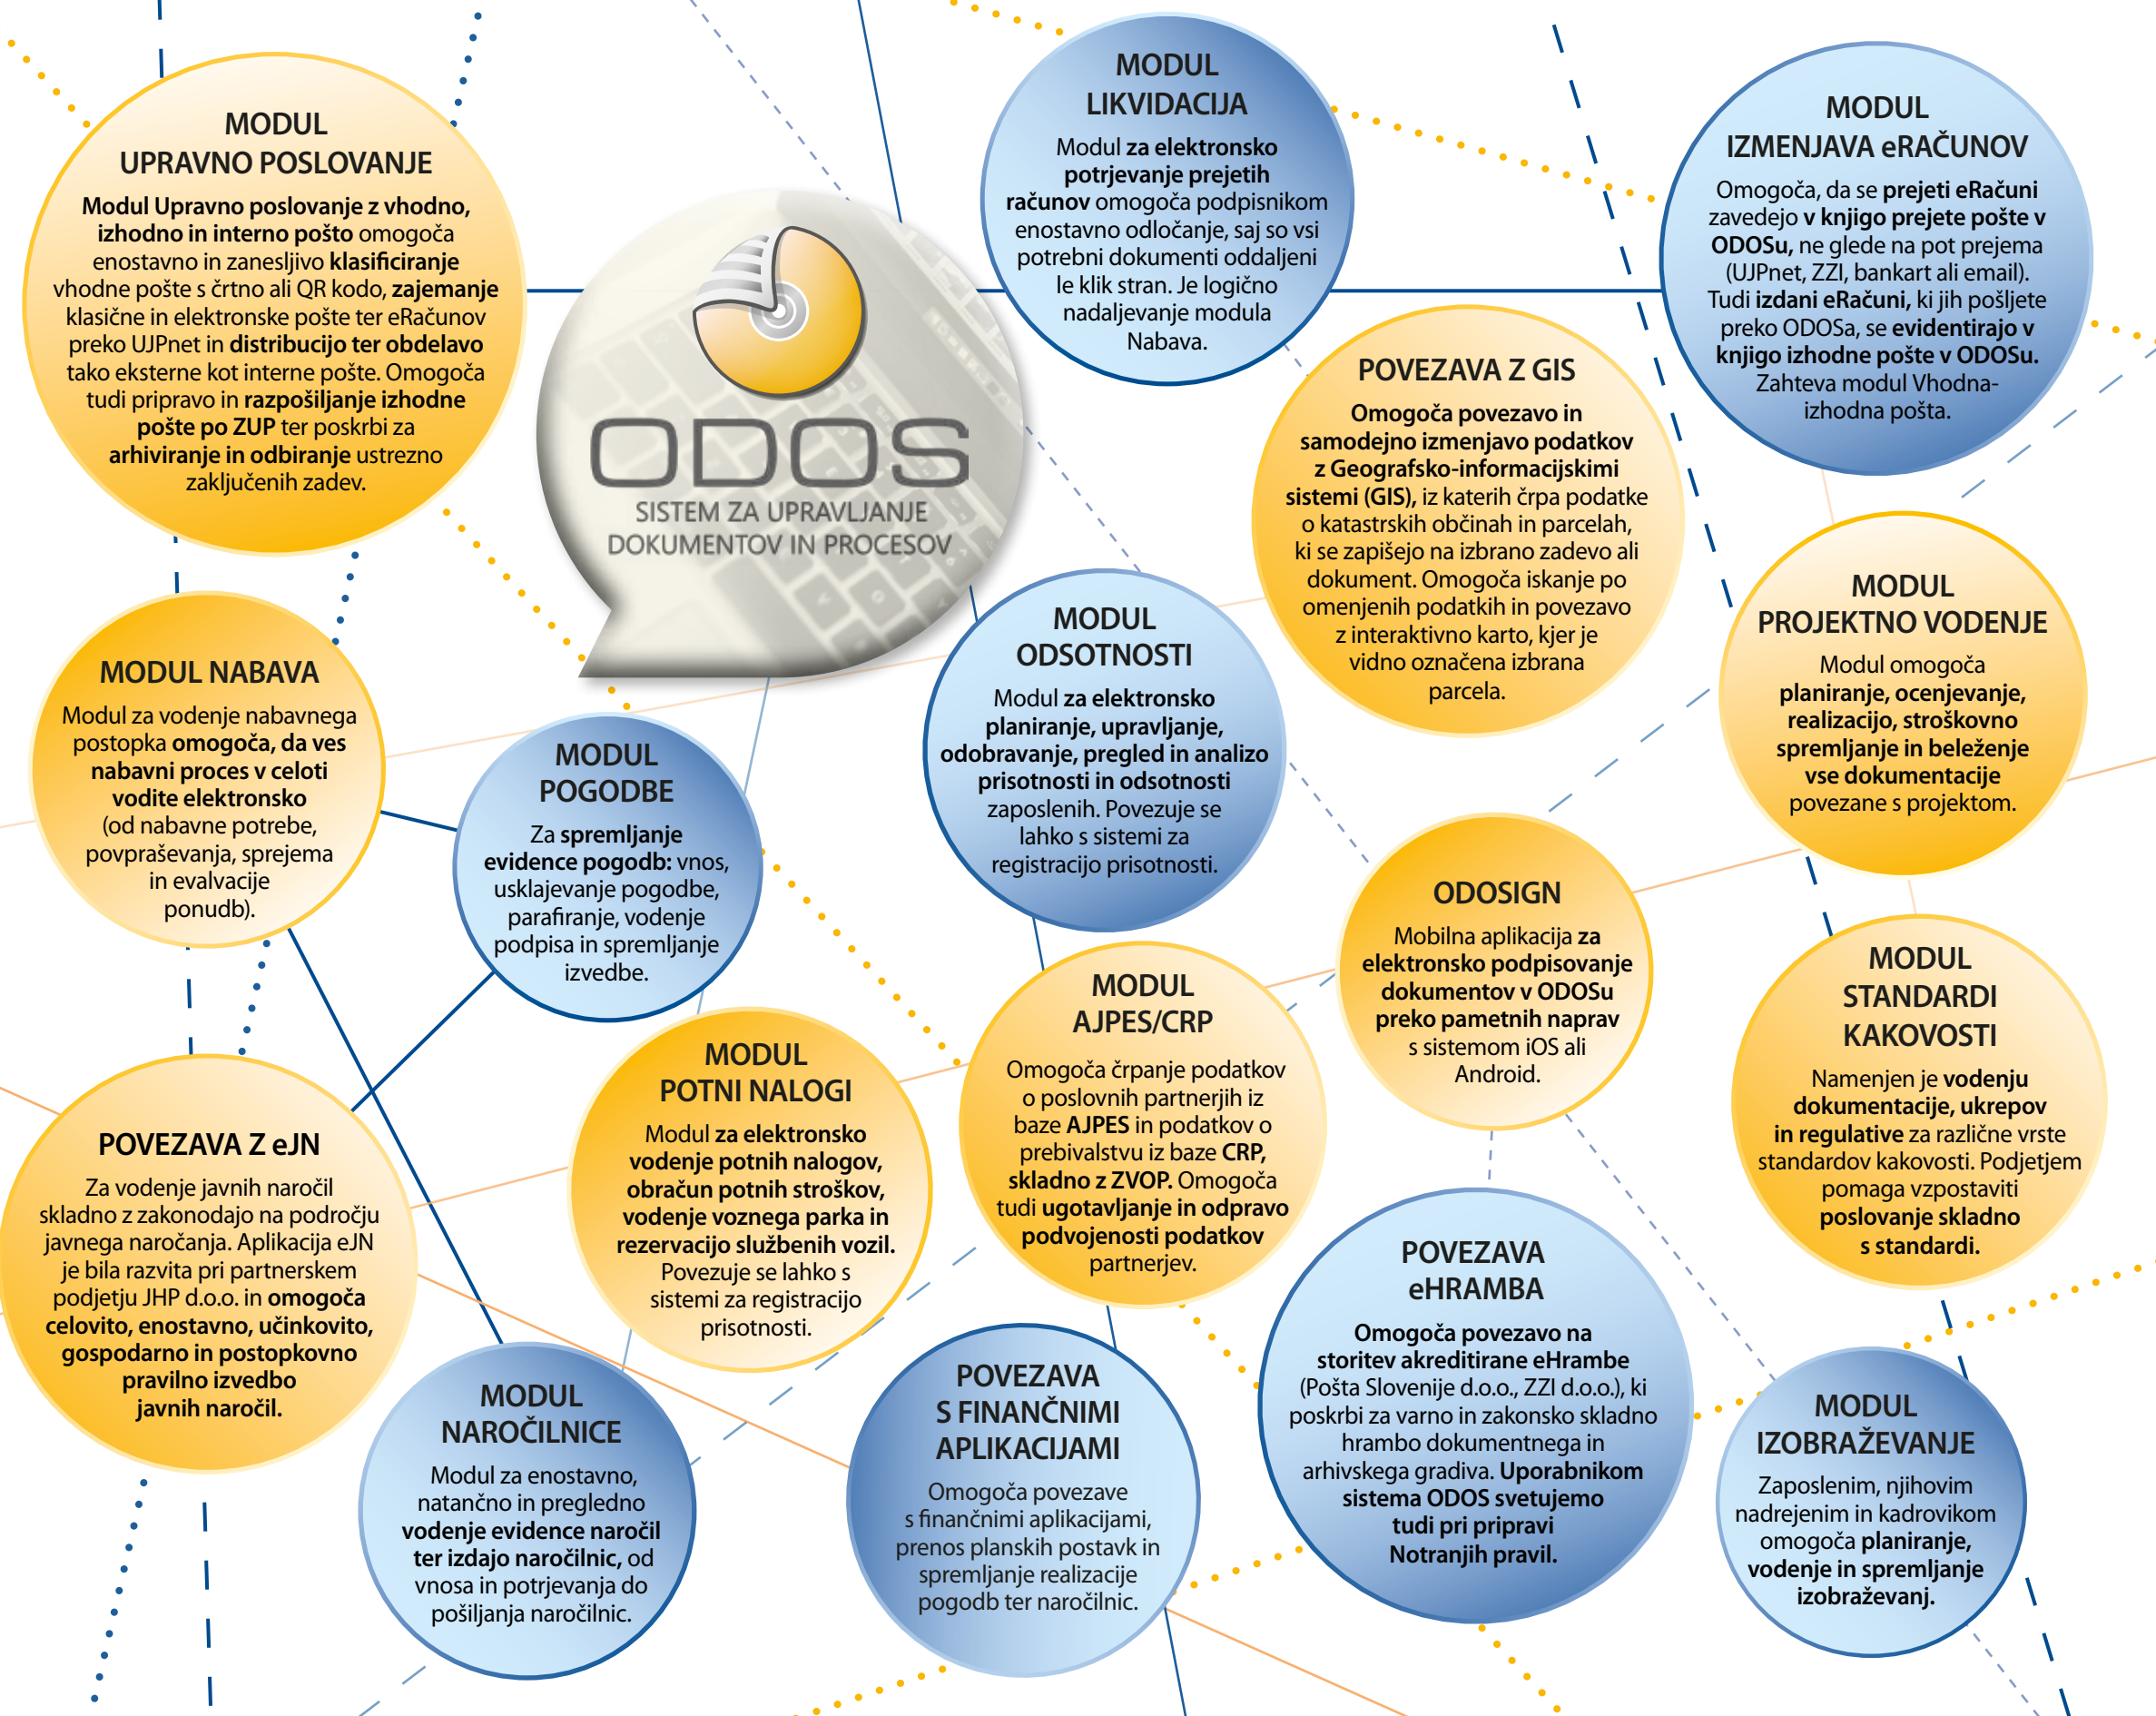 MODUL
UPRAVNO POSLOVANJE
Modul Upravno poslovanje z vhodno,
izhodno in interno pošto omogoča
enostavno in zanesljivo klasificiranje
vhodne pošte s črtno ali QR kodo, zajemanje
klasične in elektronske pošte ter eRačunov
preko UJPnet in distribucijo ter obdelavo
tako eksterne kot interne pošte. Omogoča
tudi pripravo in razpošiljanje izhodne
pošte po ZUP ter poskrbi za
arhiviranje in odbiranje ustrezno
zaključenih zadev.
ODOS
SISTEM ZA UPRAVLJANJE
DOKUMENTOV IN PROCESOV
MODUL
LIKVIDACIJA
Modul za elektronsko
potrjevanje prejetih
računov omogoča podpisnikom
enostavno odločanje, saj so vsi
potrebni dokumenti oddaljeni
le klik stran. Je logično
nadaljevanje modula
Nabava.
MODUL
IZMENJAVA eRAČUNOV
Omogoča, da se prejeti eRačuni
zavedejo v knjigo prejete pošte v
ODOSu, ne glede na pot prejema
(UJPnet, ZZI, bankart ali email).
Tudi izdani eRačuni, ki jih pošljete
preko ODOSa, se evidentirajo v
knjigo izhodne pošte v ODOSu.
Zahteva modul Vhodna-
izhodna pošta.
POVEZAVA Z GIS
Omogoča povezavo in
samodejno izmenjavo podatkov
z Geografsko-informacijskimi
sistemi (GIS), iz katerih črpa podatke
o katastrskih občinah in parcelah,
ki se zapišejo na izbrano zadevo ali
dokument. Omogoča iskanje po
omenjenih podatkih in povezavo
z interaktivno karto, kjer je
vidno označena izbrana
parcela.
MODUL
PROJEKTNO VODENJE
Modul omogoča
planiranje, ocenjevanje,
realizacijo, stroškovno
spremljanje in beleženje
vse dokumentacije
povezane s projektom.
MODUL NABAVA
Modul za vodenje nabavnega
postopka omogoča, da ves
nabavni proces v celoti
vodite elektronsko
(od nabavne potrebe,
povpraševanja, sprejema
in evalvacije
ponudb).
MODUL
POGODBE
Za spremljanje
evidence pogodb: vnos,
usklajevanje pogodbe,
parafiranje, vodenje
podpisa in spremljanje
izvedbe.
MODUL
ODSOTNOSTI
Modul za elektronsko
planiranje, upravljanje,
odobravanje, pregled in analizo
prisotnosti in odsotnosti
zaposlenih. Povezuje se
lahko s sistemi za
registracijo prisotnosti.
ODOSIGN
Mobilna aplikacija za
elektronsko podpisovanje
dokumentov v ODOSu
preko pametnih naprav
s sistemom iOS ali
Android.
MODUL
STANDARDI
KAKOVOSTI
Namenjen je vodenju
dokumentacije, ukrepov
in regulative za različne vrste
standardov kakovosti. Podjetjem
pomaga vzpostaviti
poslovanje skladno
s standardi.
POVEZAVA Z eJN
Za vodenje javnih naročil
skladno z zakonodajo na področju
javnega naročanja. Aplikacija eJN
je bila razvita pri partnerskem
podjetju JHP d.o.o. in omogoča
celovito, enostavno, učinkovito,
gospodarno in postopkovno
pravilno izvedbo
javnih naročil.
MODUL
POTNI NALOGI
Modul za elektronsko
vodenje potnih nalogov,
obračun potnih stroškov,
vodenje voznega parka in
rezervacijo službenih vozil.
Povezuje se lahko s
sistemi za registracijo
prisotnosti.
MODUL
AJPES/CRP
Omogoča črpanje podatkov
o poslovnih partnerjih iz
baze AJPES in podatkov o
prebivalstvu iz baze CRP,
skladno z ZVOP. Omogoča
tudi ugotavljanje in odpravo
podvojenosti podatkov
partnerjev.
POVEZAVA
eHRAMBA
Omogoča povezavo na
storitev akreditirane eHrambe
(Pošta Slovenije d.o.o., ZZI d.o.o.), ki
poskrbi za varno in zakonsko skladno
hrambo dokumentnega in
arhivskega gradiva. Uporabnikom
sistema ODOS svetujemo
tudi pri pripravi
Notranjih pravil.
MODUL
NAROČILNICE
Modul za enostavno,
natančno in pregledno
vodenje evidence naročil
ter izdajo naročilnic, od
vnosa in potrjevanja do
pošiljanja naročilnic.
POVEZAVA
S FINANČNIMI
APLIKACIJAMI
Omogoča povezave
s finančnimi aplikacijami,
prenos planskih postavk in
spremljanje realizacije
pogodb ter naročilnic.
MODUL
IZOBRAŽEVANJE
Zaposlenim, njihovim
nadrejenim in kadrovikom
omogoča planiranje,
vodenje in spremljanje
izobraževanj.